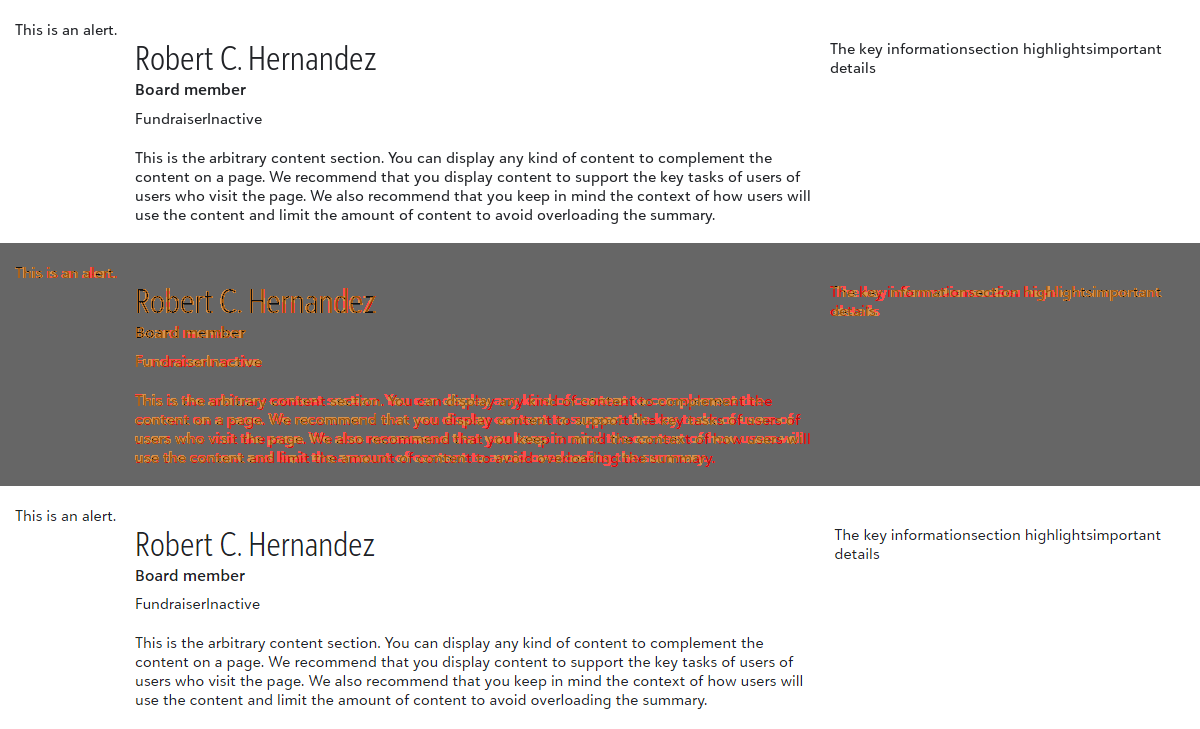 This is an alert.
Robert C. Hernandez
Board member
FundraiserInactive
The key informationsection highlightsimportant
details
This is the arbitrary content section. You can display any kind of content to complement the
content on a page. We recommend that you display content to support the key tasks of users of
users who visit the page. We also recommend that you keep in mind the context of how users will
use the content and limit the amount of content to avoid overloading the summary.
This is an alert.
Robert C. Hernandez
Board member
FundraiserInactive
The key informationsection highlightsimportant
details
This is the arbitrary content section. You can display any kind of content to complement the
content on a page. We recommend that you display content to support the key tasks of users of
users who visit the page. We also recommend that you keep in mind the context of how users will
use the content and limit the amount of content to avoid overloading the summary.
This is an alert.
Robert C. Hernandez
Board member
FundraiserInactive
The key informationsection highlightsimportant
details
This is the arbitrary content section. You can display any kind of content to complement the
content on a page. We recommend that you display content to support the key tasks of users of
users who visit the page. We also recommend that you keep in mind the context of how users will
use the content and limit the amount of content to avoid overloading the summary.